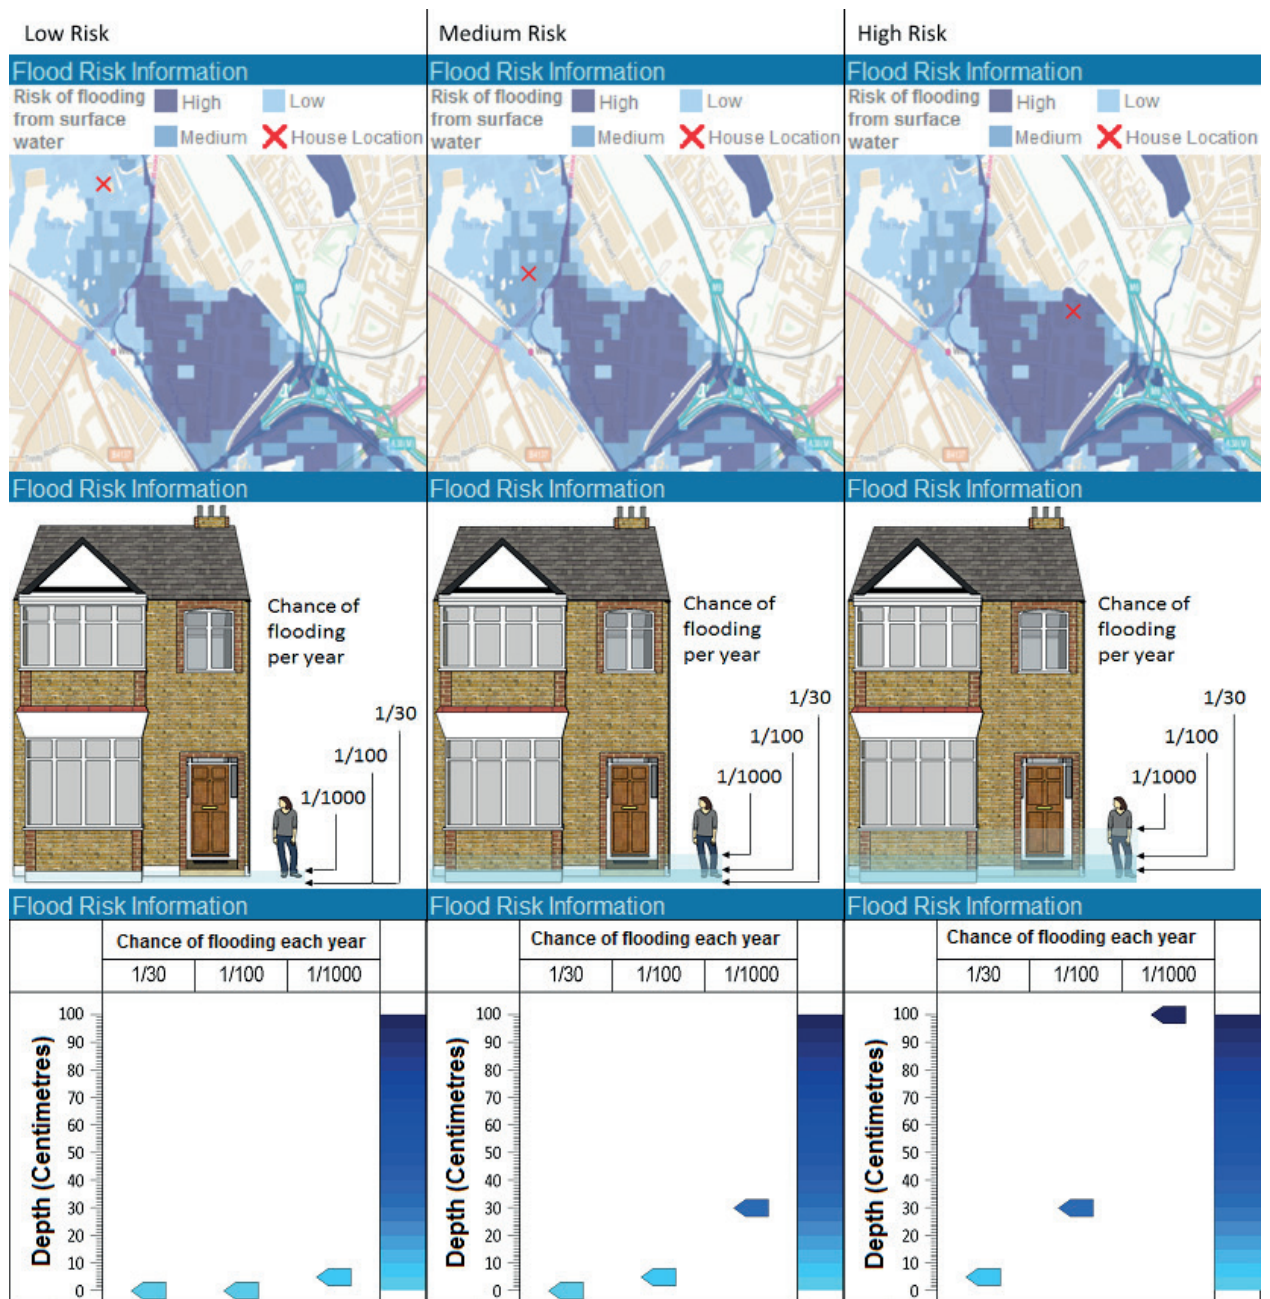 Low Risk
Medium Risk
High Risk
Flood Risk Information
Risk of flooding from surface water
High
Low
Medium
House Location
Flood Risk Information
Risk of flooding from surface water
High
Low
Medium
House Location
Flood Risk Information
Risk of flooding from surface water
High
Low
Medium
House Location
Flood Risk Information
Chance of
flooding
per year
1/30
1/100
1/1000
Flood Risk Information
Chance of
flooding
per year
1/30
1/100
1/1000
Flood Risk Information
Chance of
flooding
per year
1/30
1/100
1/1000
Flood Risk Information
Chance of flooding each year
1/30 1/100 1/1000
Depth (Centimetres)
100
90
80
70
60
50
40
30
20
10
0
Flood Risk Information
Chance of flooding each year
1/30 1/100 1/1000
Depth (Centimetres)
100
90
80
70
60
50
40
30
20
10
0
Flood Risk Information
Chance of flooding each year
1/30 1/100 1/1000
Depth (Centimetres)
100
90
80
70
60
50
40
30
20
10
0